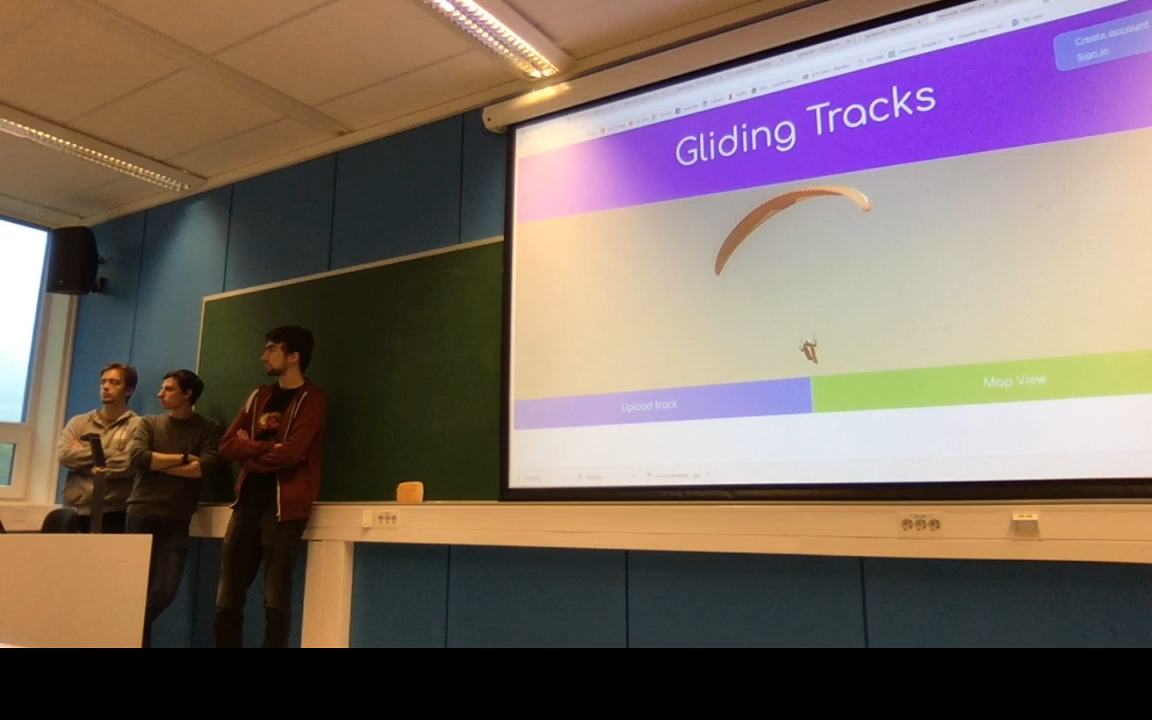 Create account
Sign in
Gliding Tracks
Upload track
Map View